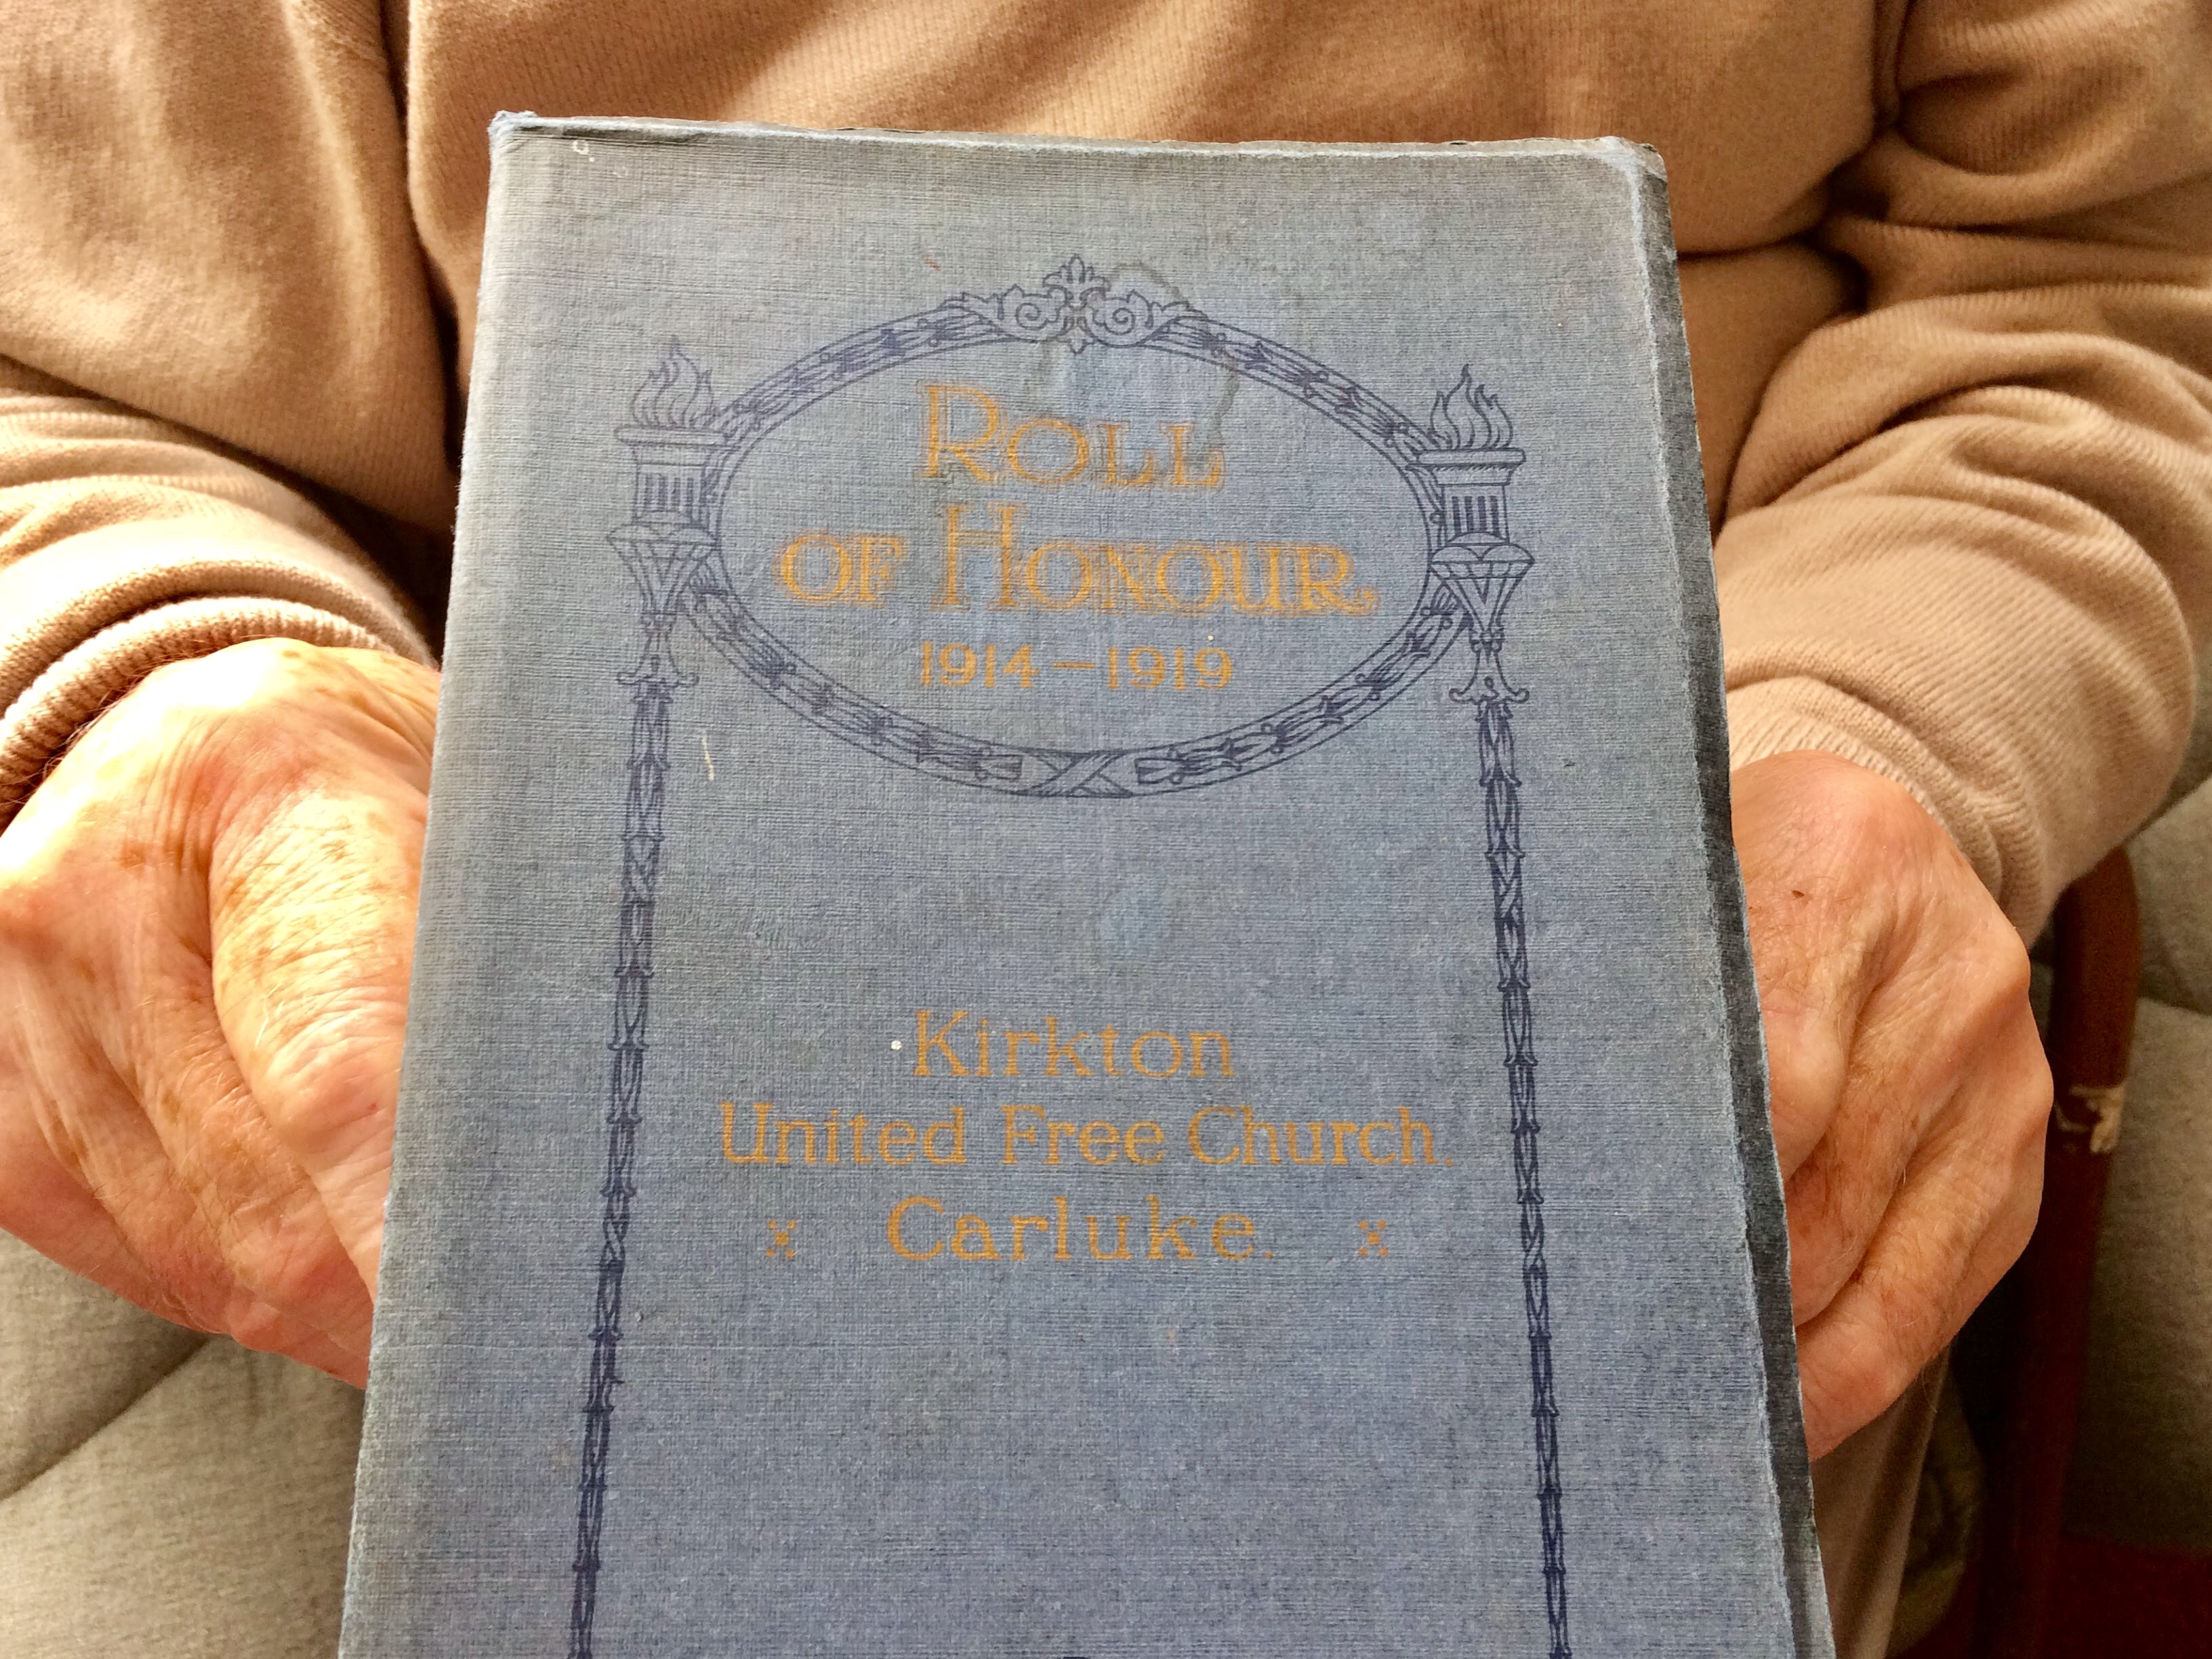 ROLL
OF HONOUR
1914-1919
Kirkton
United Free Church.
Carluke.